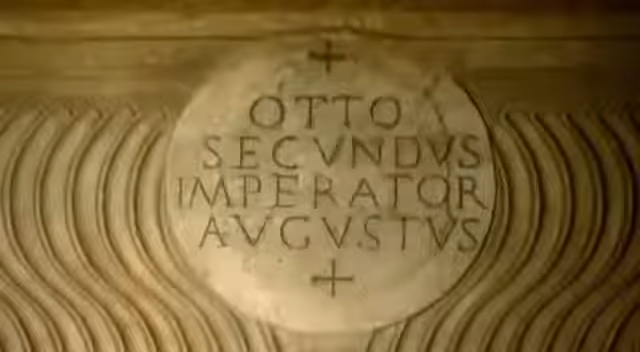 +
OTTO
SECVNDVS
IMPERATOR
AVGVSTVS
+